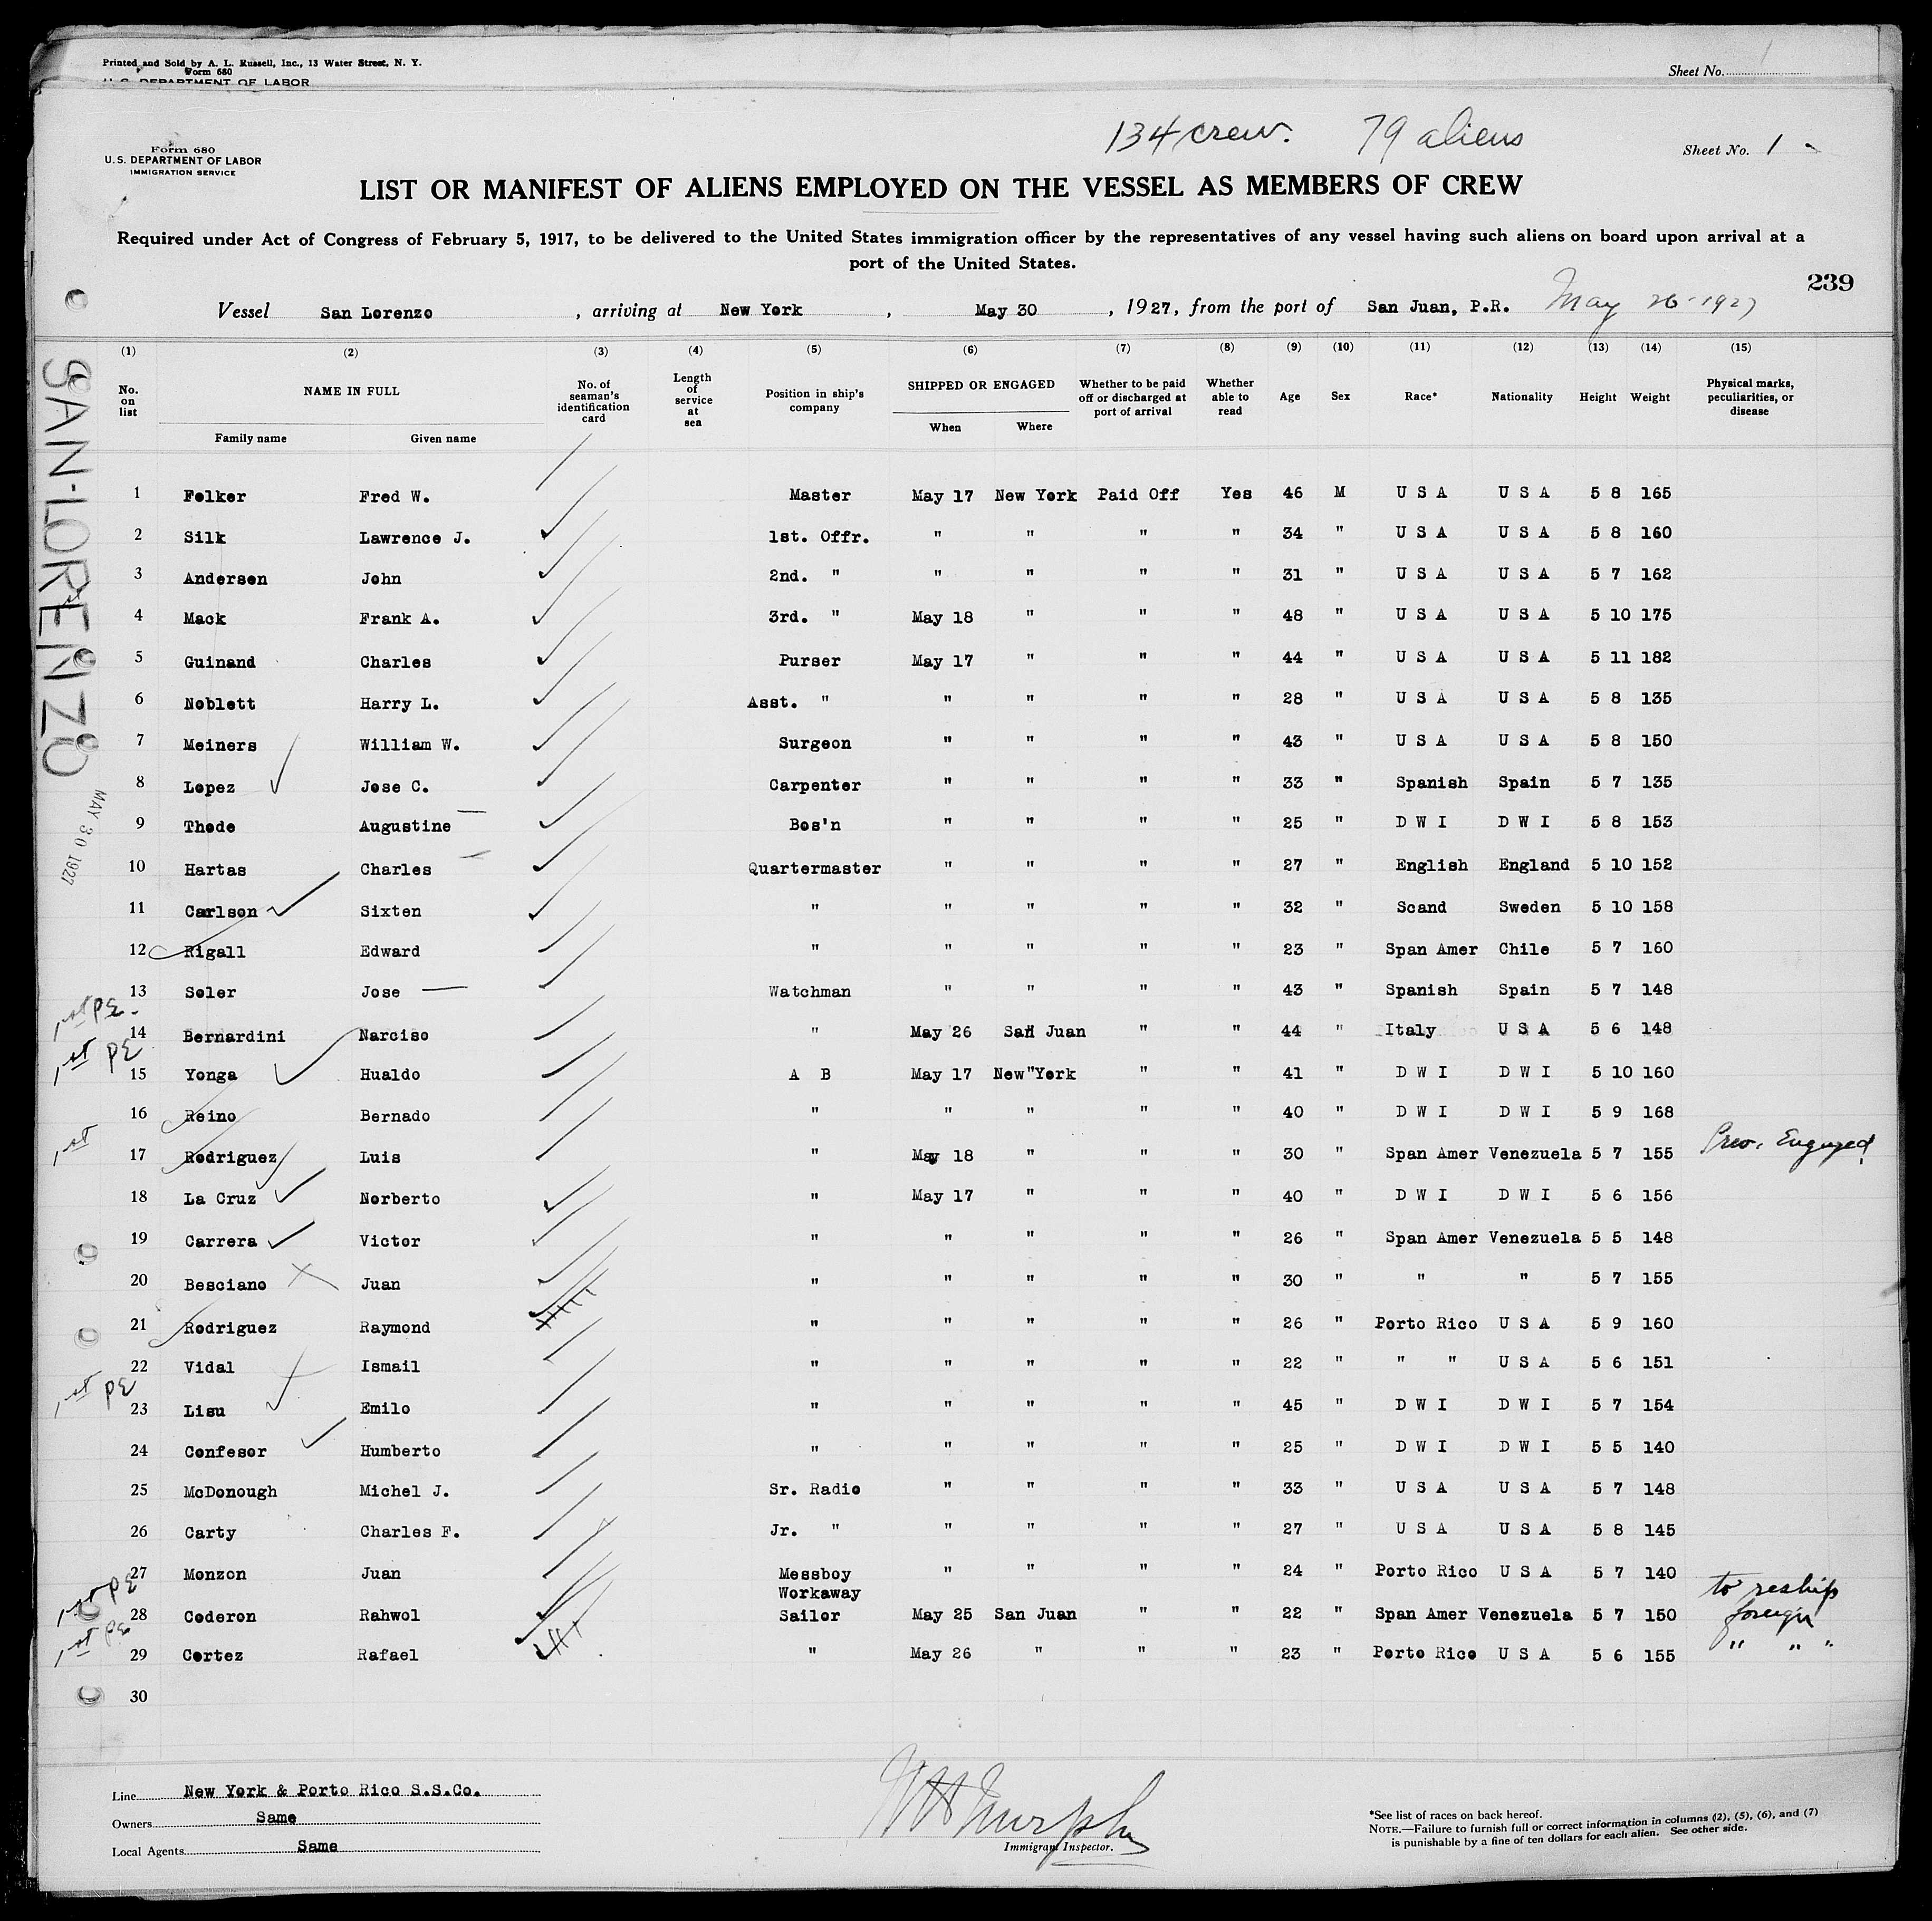 Printed and Sold by A. L. Russell, Inc., 13 Water Street, N. Y.
Form 680
U. S. DEPARTMENT OF LABOR
Sheet No.
1
134 crew. 79 aliens
Form 680
U. S. DEPARTMENT OF LABOR
IMMIGRATION SERVICE
Sheet No. 1
LIST OR MANIFEST OF ALIENS EMPLOYED ON THE VESSEL AS MEMBERS OF CREW
Required under Act of Congress of February 5, 1917, to be delivered to the United States immigration officer by the representatives of any vessel having such aliens on board upon arrival at a
port of the United States.
239
Vessel San Lorenzo, arriving at New York, May 30, 1927, from the port of San Juan, P.R. May 26-1927
SAN-LORENZO
MAY 30 1927
(1) (2) (3) (4) (5) (6) (7) (8) (9) (10) (11) (12) (13) (14) (15)
No. on list NAME IN FULL No. of seaman's identification card Length of service at sea Position in ship's company SHIPPED OR ENGAGED Whether to be paid off or discharged at port of arrival Whether able to read Age Sex Race* Nationality Height Weight Physical marks, peculiarities, or disease
Family name Given name When Where
1 Felker Fred W. Master May 17 New York Paid Off Yes 46 M U S A U S A 5 8 165
2 Silk Lawrence J. 1st. Offr. " " " " 34 " U S A U S A 5 8 160
3 Andersen John 2nd. " " " " " 31 " U S A U S A 5 7 162
4 Mack Frank A. 3rd. " May 18 " " " 48 " U S A U S A 5 10 175
5 Guinand Charles Purser May 17 " " " 44 " U S A U S A 5 11 182
6 Noblett Harry L. Asst. " " " " " 28 " U S A U S A 5 8 135
7 Meiners William W. Surgeon " " " " 43 " U S A U S A 5 8 150
8 Lopez Jose C. Carpenter " " " " 33 " Spanish Spain 5 7 135
9 Thode Augustine Bos'n " " " " 25 " D W I D W I 5 8 153
10 Hartas Charles Quartermaster " " " " 27 " English England 5 10 152
11 Carlson Sixten " " " " " 32 " Scand Sweden 5 10 158
12 Rigall Edward " " " " " 23 " Span Amer Chile 5 7 160
13 Soler Jose Watchman " " " " 43 " Spanish Spain 5 7 148
1st PE
14 Bernardini Narciso " May 26 San Juan " " 44 " Italy U S A 5 6 148
1st PE
15 Yonga Hualdo A B May 17 New"York " " 41 " D W I D W I 5 10 160
16 Reino Bernado " " " " " 40 " D W I D W I 5 9 168
1st
17 Rodriguez Luis " May 18 " " " 30 " Span Amer Venezuela 5 7 155 Prev. Engaged
18 La Cruz Norberto " May 17 " " " 40 " D W I D W I 5 6 156
19 Carrera Victor " " " " " 26 " Span Amer Venezuela 5 5 148
20 Besciano Juan " " " " " 30 " " " 5 7 155
21 Rodriguez Raymond " " " " " 26 " Porto Rico U S A 5 9 160
22 Vidal Ismail " " " " " 22 " " " U S A 5 6 151
1st PE
23 Lisu Emilo " " " " " 45 " D W I D W I 5 7 154
24 Confesor Humberto " " " " " 25 " D W I D W I 5 5 140
25 McDonough Michel J. Sr. Radio " " " " 33 " U S A U S A 5 7 148
26 Carty Charles F. Jr. " " " " " 27 " U S A U S A 5 8 145
27 Monzon Juan Messboy " " " " 24 " Porto Rico U S A 5 7 140
1st PE Workaway to reship
28 Coderon Rahwol Sailor May 25 San Juan " " 22 " Span Amer Venezuela 5 7 150 foreign
1st PE
29 Cortez Rafael " May 26 " " " 23 " Porto Rico U S A 5 6 155 " " "
30
Line New York & Porto Rico S.S.Co.
Owners Same
Local Agents Same
Murphy
Immigrant Inspector.
*See list of races on back hereof.
NOTE.—Failure to furnish full or correct information in columns (2), (5), (6), and (7)
is punishable by a fine of ten dollars for each alien. See other side.